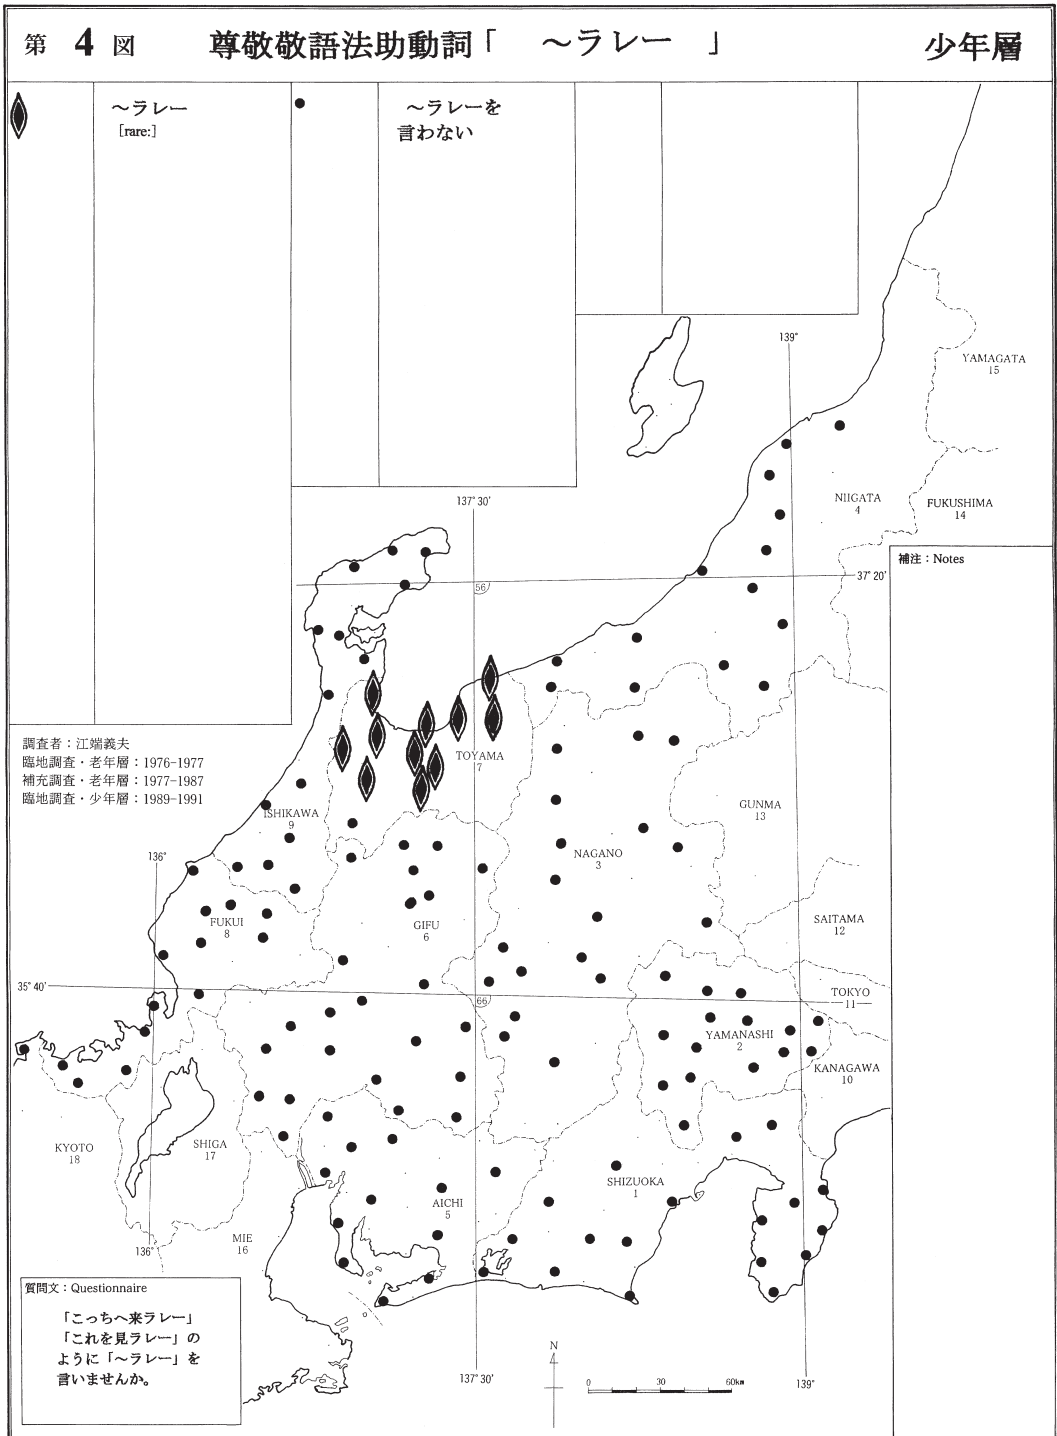 第 4 図 尊敬敬語法助動詞「 ～ラレー 」 少年層
～ラレー
[rare:]
～ラレーを
言わない
139°
YAMAGATA
15
NIIGATA
4
FUKUSHIMA
14
137° 30'
補注：Notes
56
37° 20'
調査者：江端義夫
臨地調査・老年層：1976-1977
補充調査・老年層：1977-1987
臨地調査・少年層：1989-1991
TOYAMA
7
ISHIKAWA
9
GUNMA
13
136°
NAGANO
3
FUKUI
8
GIFU
6
SAITAMA
12
35° 40'
66
TOKYO
11
YAMANASHI
2
KANAGAWA
10
KYOTO
18
SHIGA
17
SHIZUOKA
1
AICHI
5
MIE
16
136°
質問文：Questionnaire
「こっちへ来ラレー」
「これを見ラレー」の
ように「～ラレー」を
言いませんか。
N
137° 30'
0 30 60km
139°